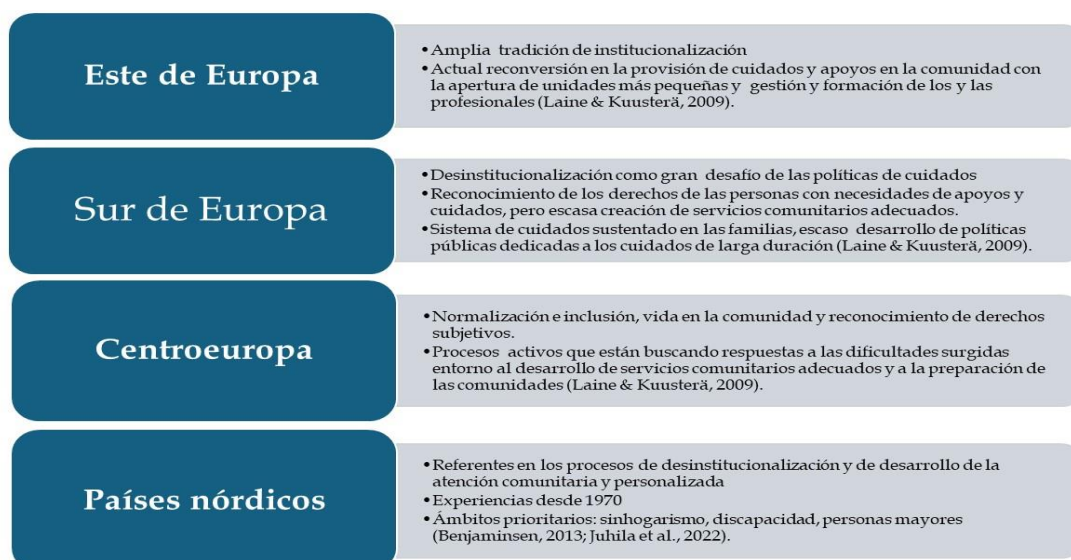 Este de Europa
•Amplia tradición de institucionalización
•Actual reconversión en la provisión de cuidados y apoyos en la comunidad con
la apertura de unidades más pequeñas y gestión y formación de los y las
profesionales (Laine & Kuusterä, 2009).
Sur de Europa
•Desinstitucionalización como gran desafío de las políticas de cuidados
•Reconocimiento de los derechos de las personas con necesidades de apoyos y
cuidados, pero escasa creación de servicios comunitarios adecuados.
•Sistema de cuidados sustentado en las familias, escaso desarrollo de políticas
públicas dedicadas a los cuidados de larga duración (Laine & Kuusterä, 2009).
Centroeuropa
•Normalización e inclusión, vida en la comunidad y reconocimiento de derechos
subjetivos.
•Procesos activos que están buscando respuestas a las dificultades surgidas
entorno al desarrollo de servicios comunitarios adecuados y a la preparación de
las comunidades (Laine & Kuusterä, 2009).
Países nórdicos
•Referentes en los procesos de desinstitucionalización y de desarrollo de la
atención comunitaria y personalizada
•Experiencias desde 1970
•Ámbitos prioritarios: sinhogarismo, discapacidad, personas mayores
(Benjaminsen, 2013; Juhila et al., 2022).